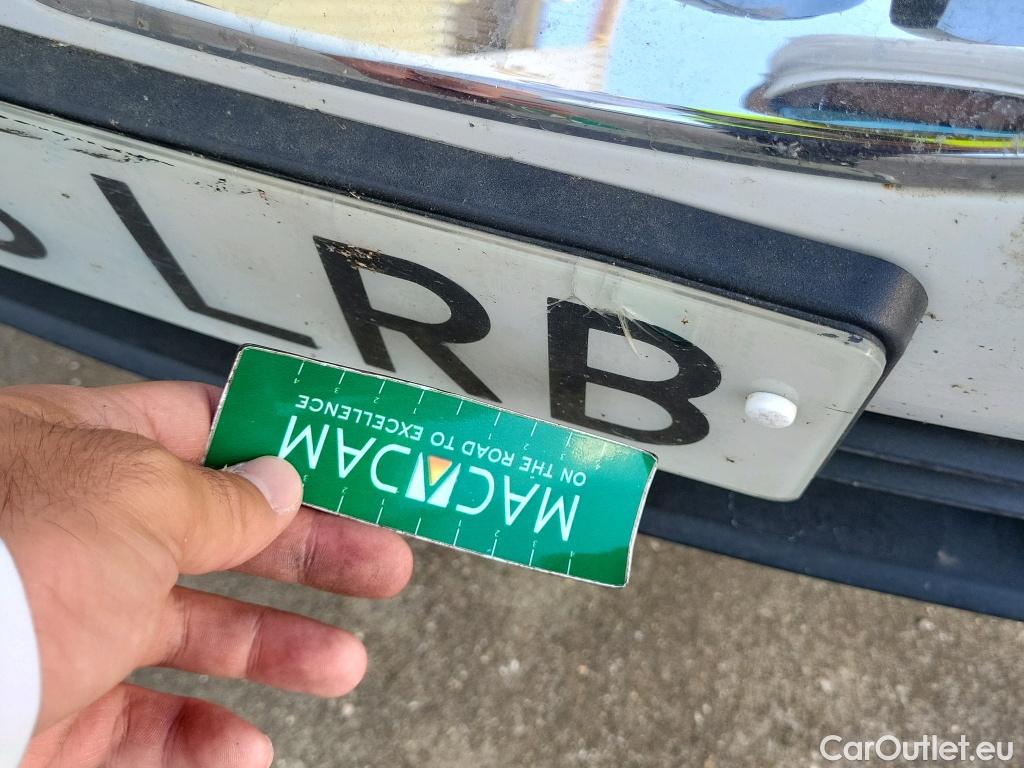 LRB
MACADAM
ON THE ROAD TO EXCELLENCE
CarOutlet.eu